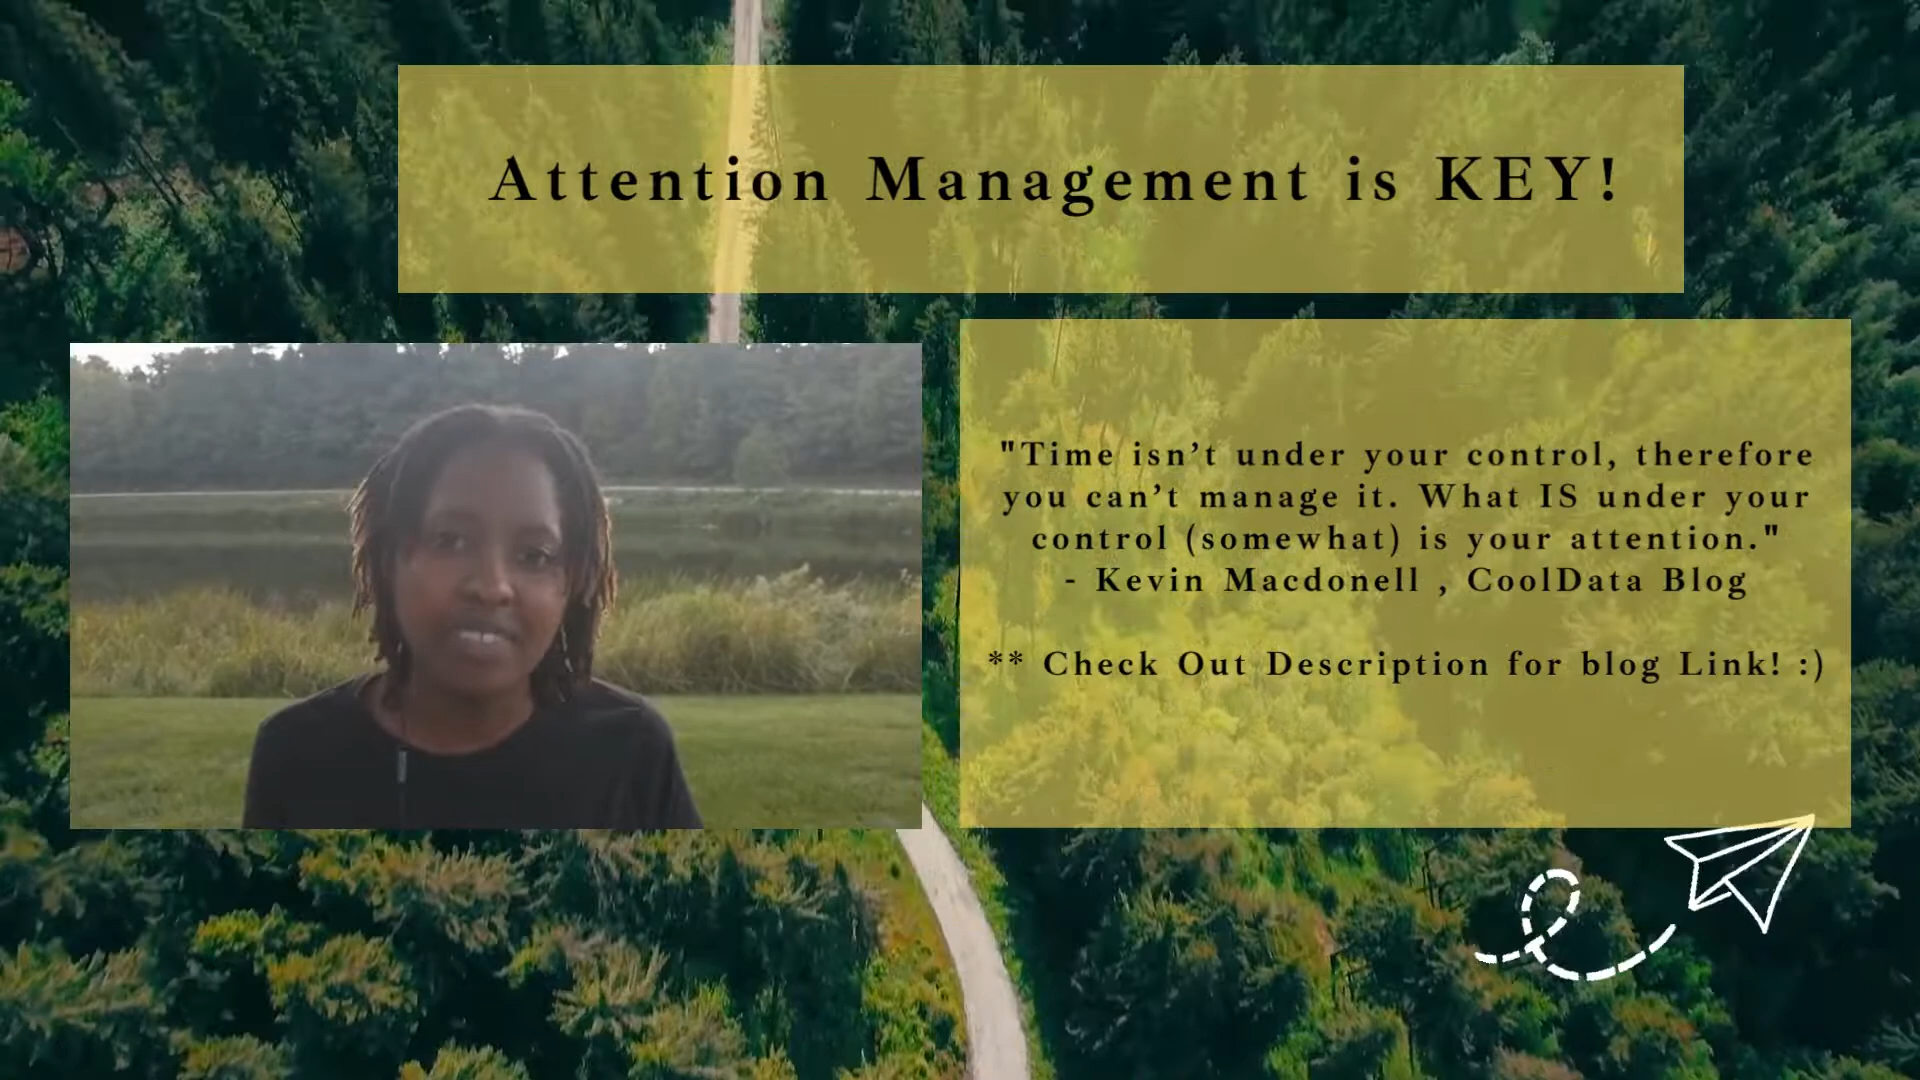 Attention Management is KEY!
"Time isn’t under your control, therefore
you can’t manage it. What IS under your
control (somewhat) is your attention."
- Kevin Macdonell , CoolData Blog
** Check Out Description for blog Link! :)